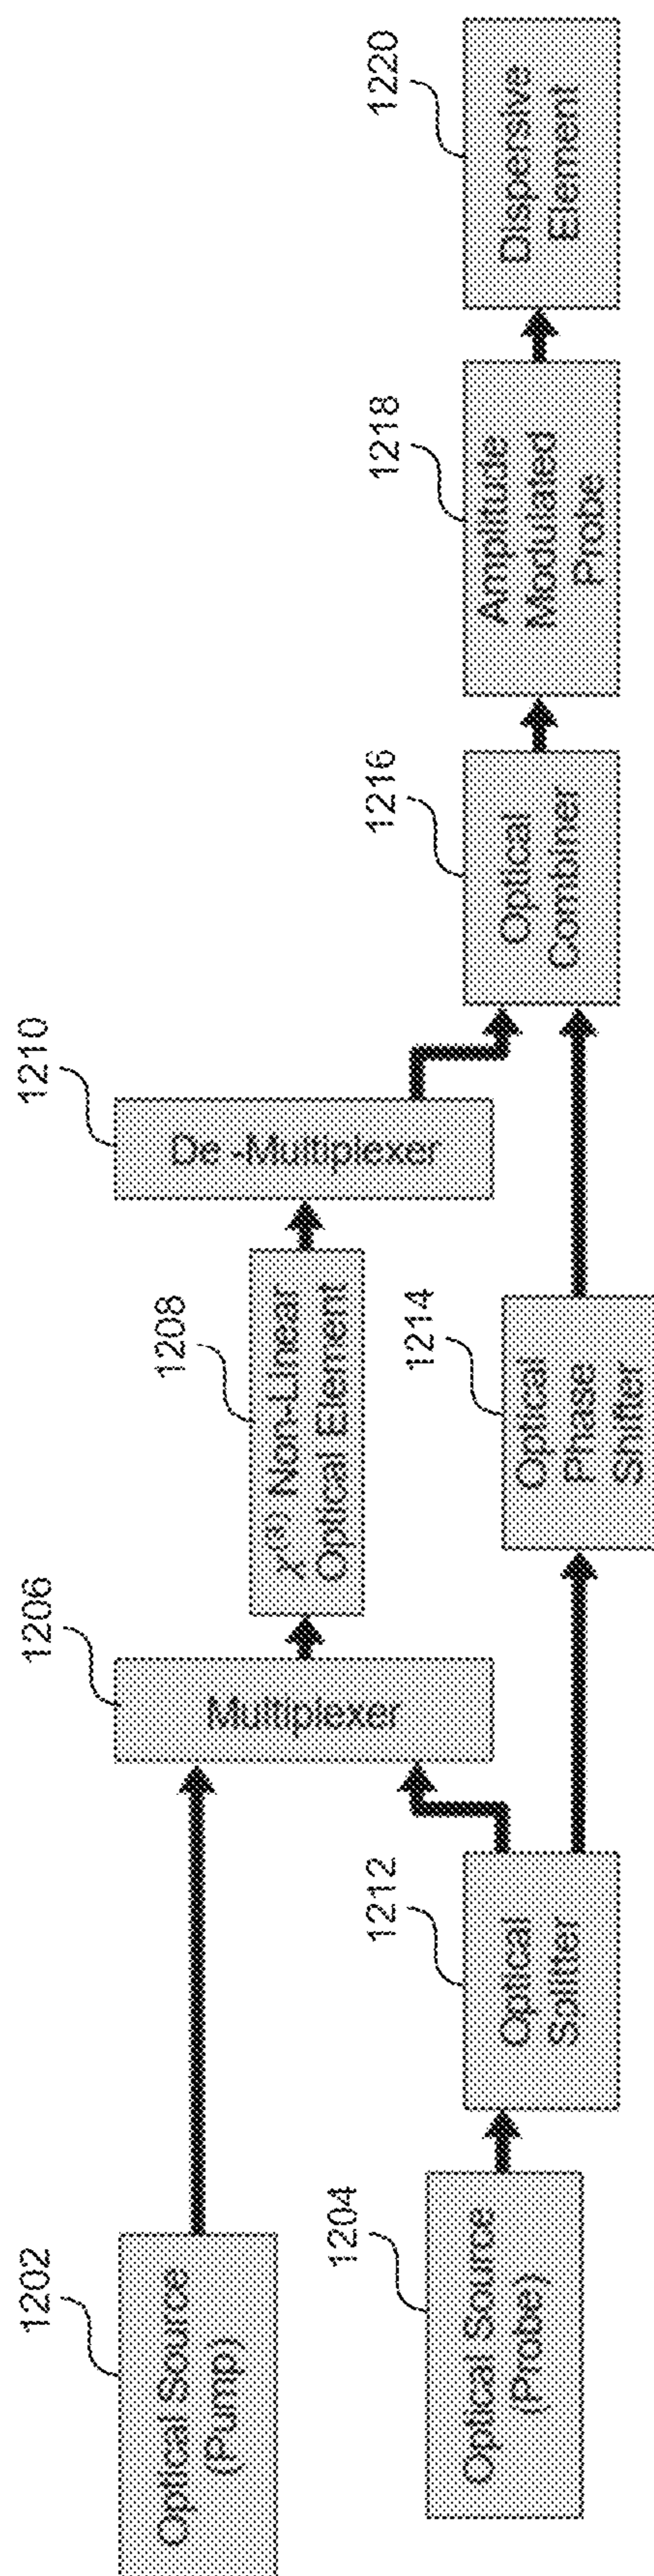 1202
Optical Source
(Pump)
1204
Optical Source
(Probe)
1206
Multiplexer
1212
Optical
Splitter
1208
χ⁽³⁾ Non-Linear
Optical Element
1214
Optical
Phase
Shifter
1210
De -Multiplexer
1216
Optical
Combiner
1218
Amplitude
Modulated
Probe
1220
Dispersive
Element